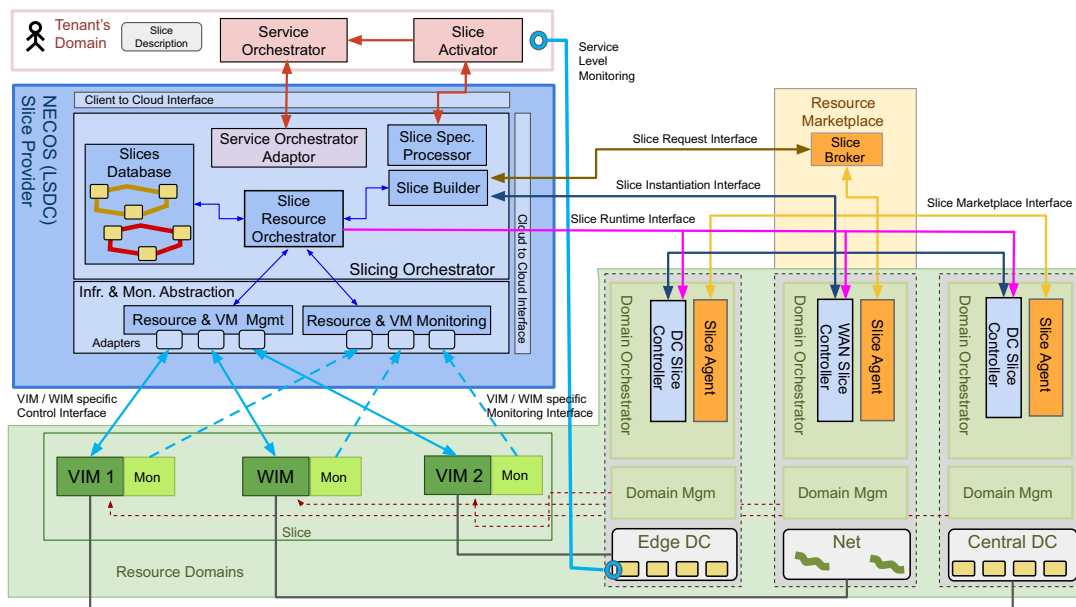 Tenant's
Domain
Slice
Description
Service
Orchestrator
Slice
Activator
Service
Level
Monitoring
NECOS (LSDC)
Slice Provider
Client to Cloud Interface
Cloud to Cloud Interface
Service Orchestrator
Adaptor
Slice Spec.
Processor
Slices
Database
Slice Builder
Slice
Resource
Orchestrator
Slicing Orchestrator
Infr. & Mon. Abstraction
Resource & VM Mgmt
Resource & VM Monitoring
Adapters
Resource
Marketplace
Slice
Broker
Slice Request Interface
Slice Instantiation Interface
Slice Runtime Interface
Slice Marketplace Interface
VIM / WIM specific
Control Interface
VIM / WIM specific
Monitoring Interface
Domain Orchestrator
DC Slice
Controller
Slice Agent
Domain Orchestrator
WAN Slice
Controller
Slice Agent
Domain Orchestrator
DC Slice
Controller
Slice Agent
VIM 1
Mon
WIM
Mon
VIM 2
Mon
Slice
Domain Mgm
Domain Mgm
Domain Mgm
Edge DC
Net
Central DC
Resource Domains